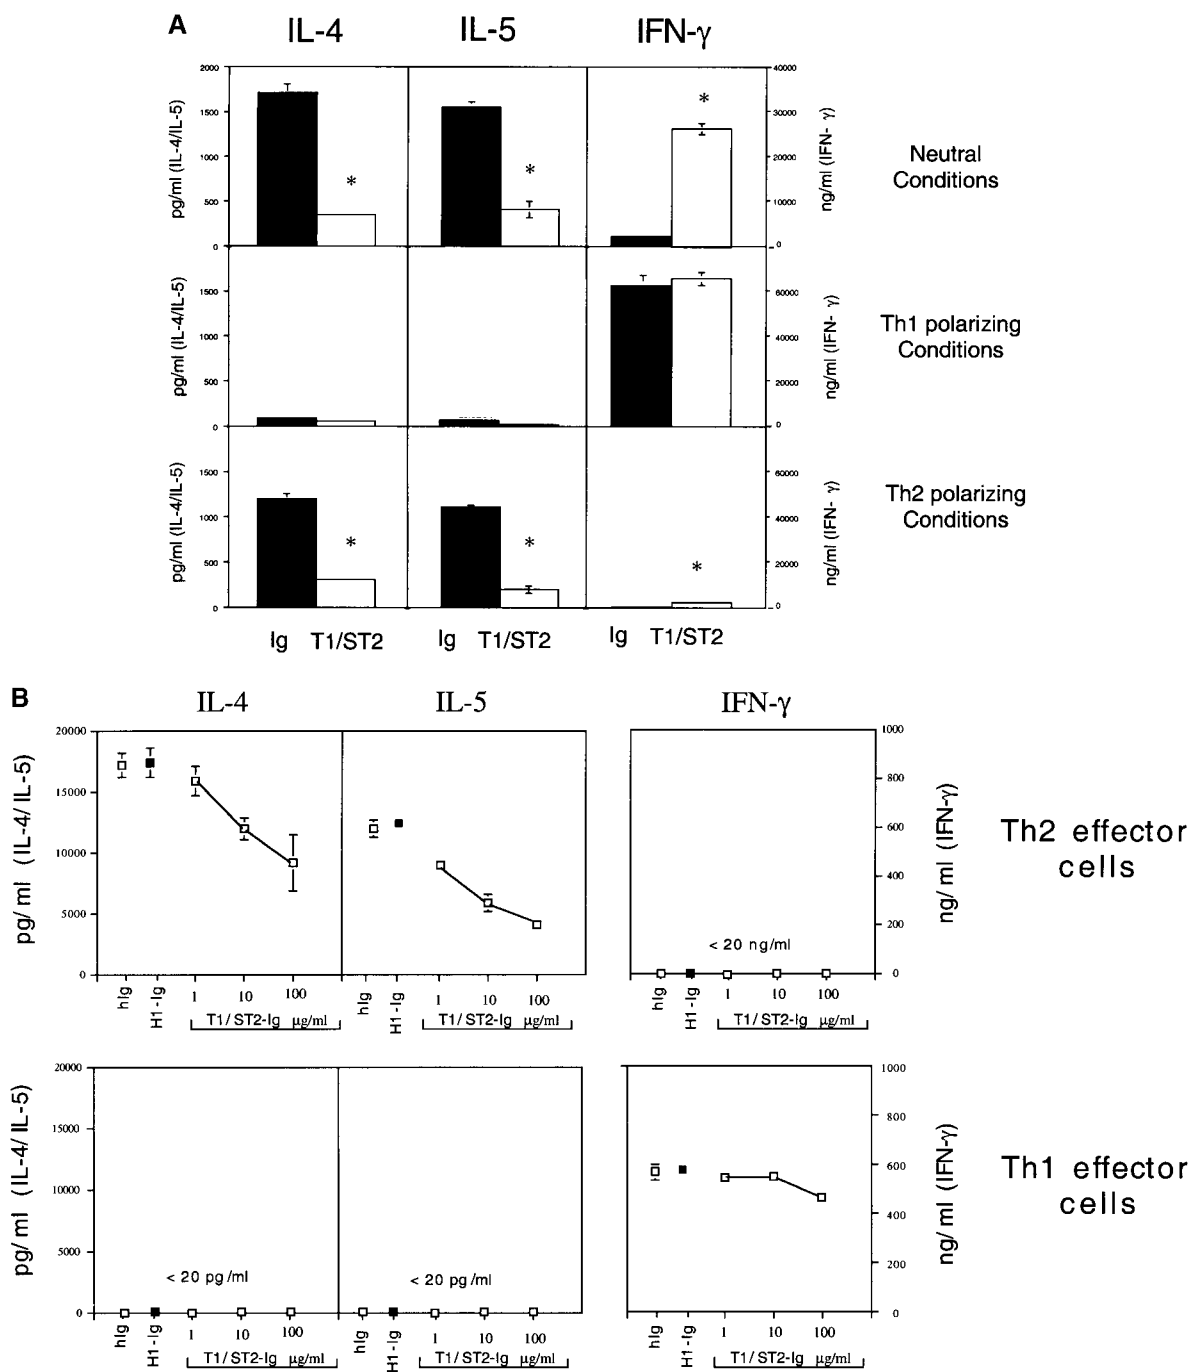 A
IL-4 IL-5 IFN-γ
pg/ml (IL-4/IL-5)
2000
1500
1000
500
0
*
*
*
40000
30000
20000
10000
0
ng/ml (IFN- γ)
Neutral
Conditions
pg/ml (IL-4/IL-5)
1500
1000
500
0
60000
40000
20000
0
ng/ml (IFN- γ)
Th1 polarizing
Conditions
pg/ml (IL-4/IL-5)
1500
1000
500
0
*
*
*
60000
40000
20000
0
ng/ml (IFN- γ)
Th2 polarizing
Conditions
Ig T1/ST2 Ig T1/ST2 Ig T1/ST2
B
IL-4 IL-5 IFN-γ
pg/ ml (IL-4/ IL-5)
20000
15000
10000
5000
0
< 20 ng/ml
1000
800
600
400
200
0
ng/ ml (IFN-γ)
Th2 effector
cells
hIg H1-Ig 1 10 100 hIg H1-Ig 1 10 100 hIg H1-Ig 1 10 100
T1/ ST2-Ig µg/ml T1/ ST2-Ig µg/ml T1/ ST2-Ig µg/ml
pg/ ml (IL-4/ IL-5)
20000
15000
10000
5000
0
< 20 pg/ml
< 20 pg/ml
1000
800
600
400
200
0
ng/ ml (IFN-γ)
Th1 effector
cells
hIg H1-Ig 1 10 100 hIg H1-Ig 1 10 100 hIg H1-Ig 1 10 100
T1/ ST2-Ig µg/ml T1/ ST2-Ig µg/ml T1/ ST2-Ig µg/ml